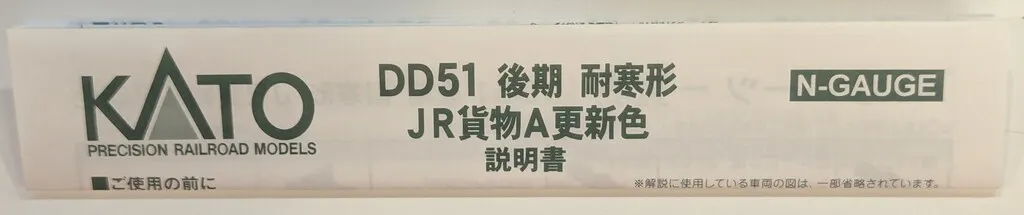 KATO
PRECISION RAILROAD MODELS
DD51 後期 耐寒形
JR貨物A更新色
説明書
N-GAUGE
■ご使用の前に
※解説に使用している車両の図は、一部省略されています。